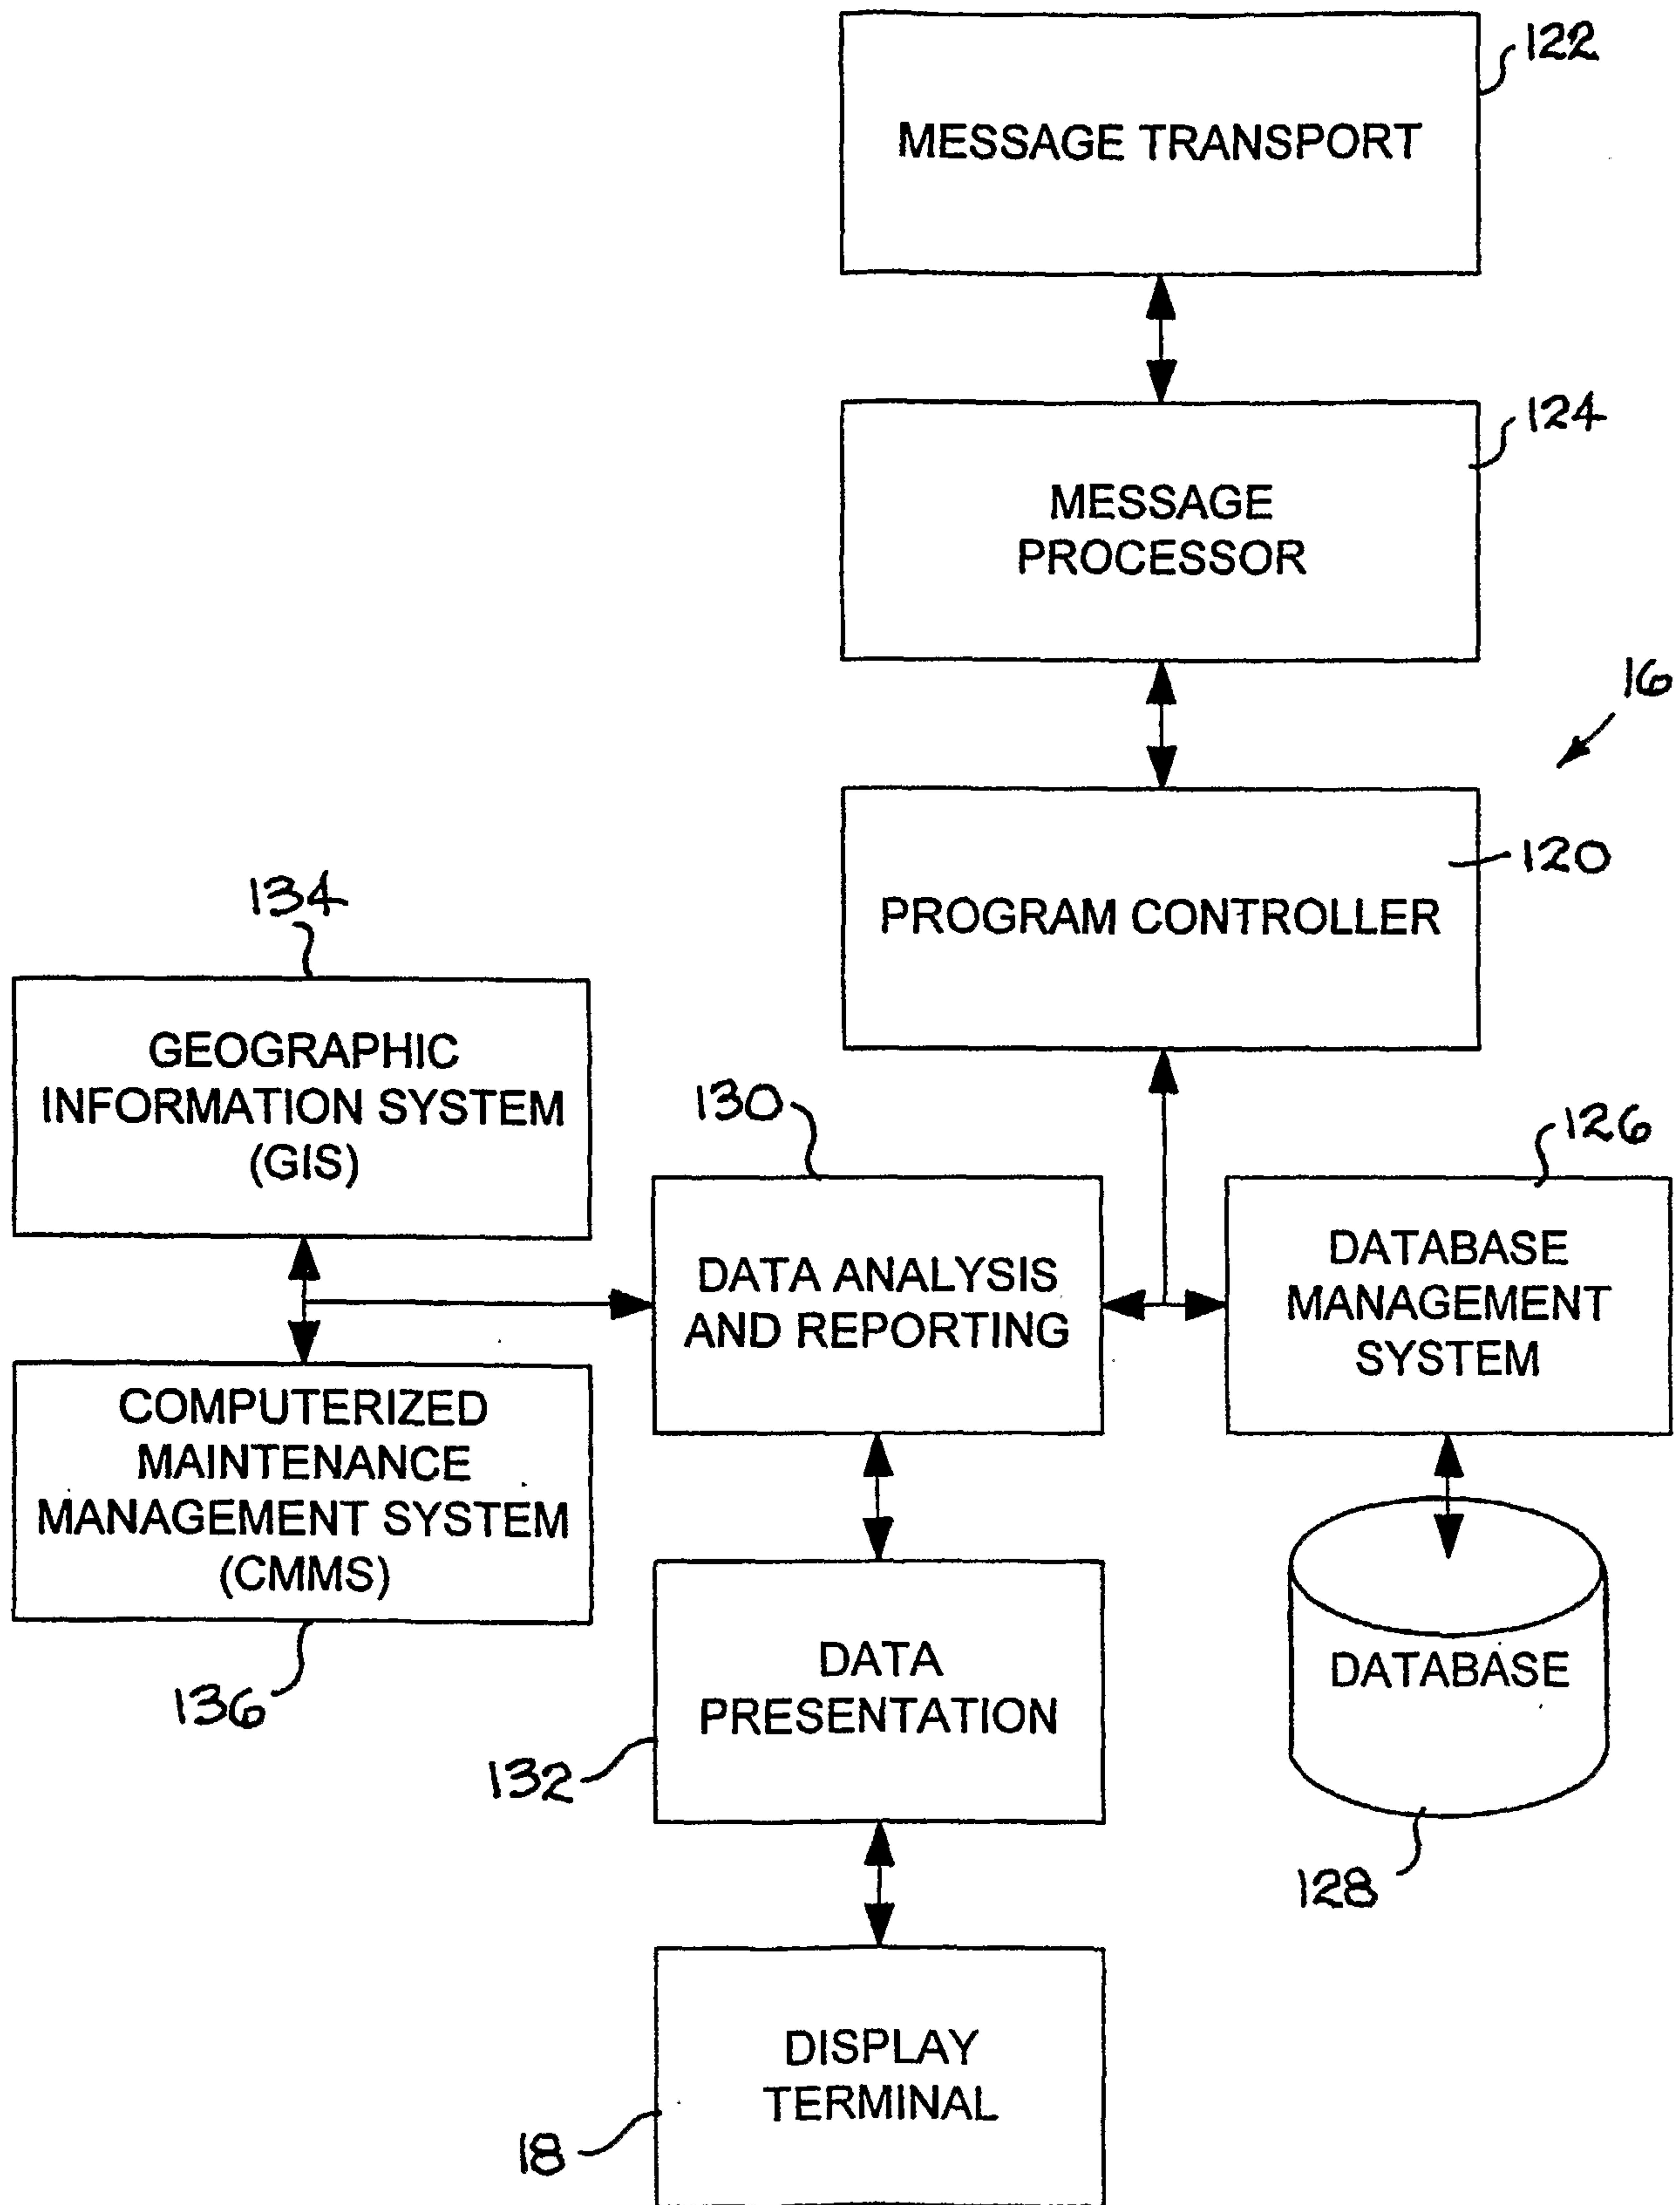 122
MESSAGE TRANSPORT
124
MESSAGE
PROCESSOR
16
120
PROGRAM CONTROLLER
134
GEOGRAPHIC
INFORMATION SYSTEM
(GIS)
130
126
DATA ANALYSIS
AND REPORTING
DATABASE
MANAGEMENT
SYSTEM
COMPUTERIZED
MAINTENANCE
MANAGEMENT SYSTEM
(CMMS)
136
DATA
PRESENTATION
132
DATABASE
128
DISPLAY
TERMINAL
18